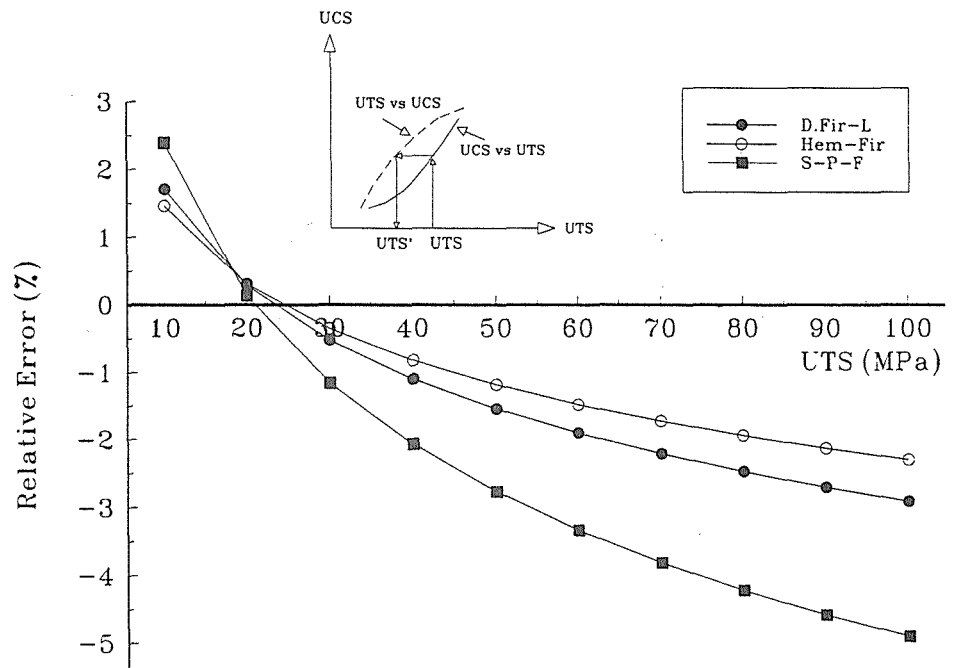 UCS
UTS vs UCS
UCS vs UTS
UTS
UTS'
UTS
D.Fir-L
Hem-Fir
S-P-F
Relative Error (%)
3
2
1
0
-1
-2
-3
-4
-5
10 20 30 40 50 60 70 80 90 100
UTS (MPa)